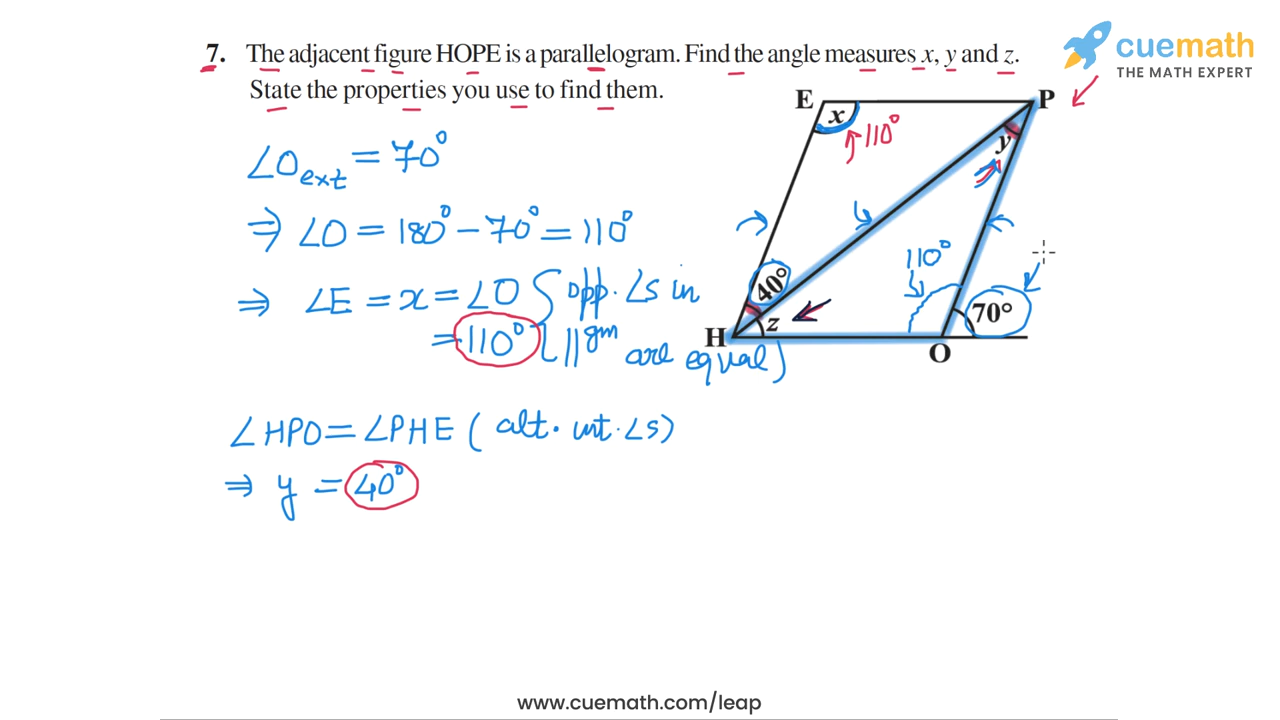 7. The adjacent figure HOPE is a parallelogram. Find the angle measures x, y and z.
State the properties you use to find them.
cuemath
THE MATH EXPERT
∠O ext = 70°
⇒ ∠O = 180° - 70° = 110°
⇒ ∠E = x = ∠O { opp. ∠s in
= 110° ||gm are equal}
∠HPO = ∠PHE ( alt. int. ∠s)
⇒ y = 40°
E
P
x
110°
y
110°
40°
z
70°
H
O
www.cuemath.com/leap